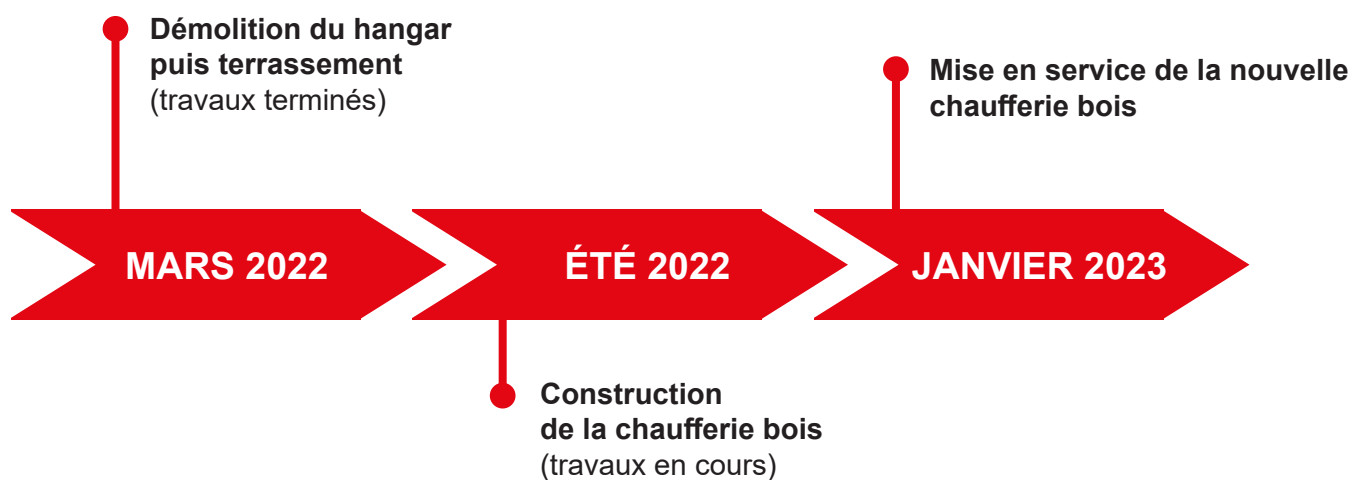 Démolition du hangar
puis terrassement
(travaux terminés)
Mise en service de la nouvelle
chaufferie bois
MARS 2022
ÉTÉ 2022
JANVIER 2023
Construction
de la chaufferie bois
(travaux en cours)